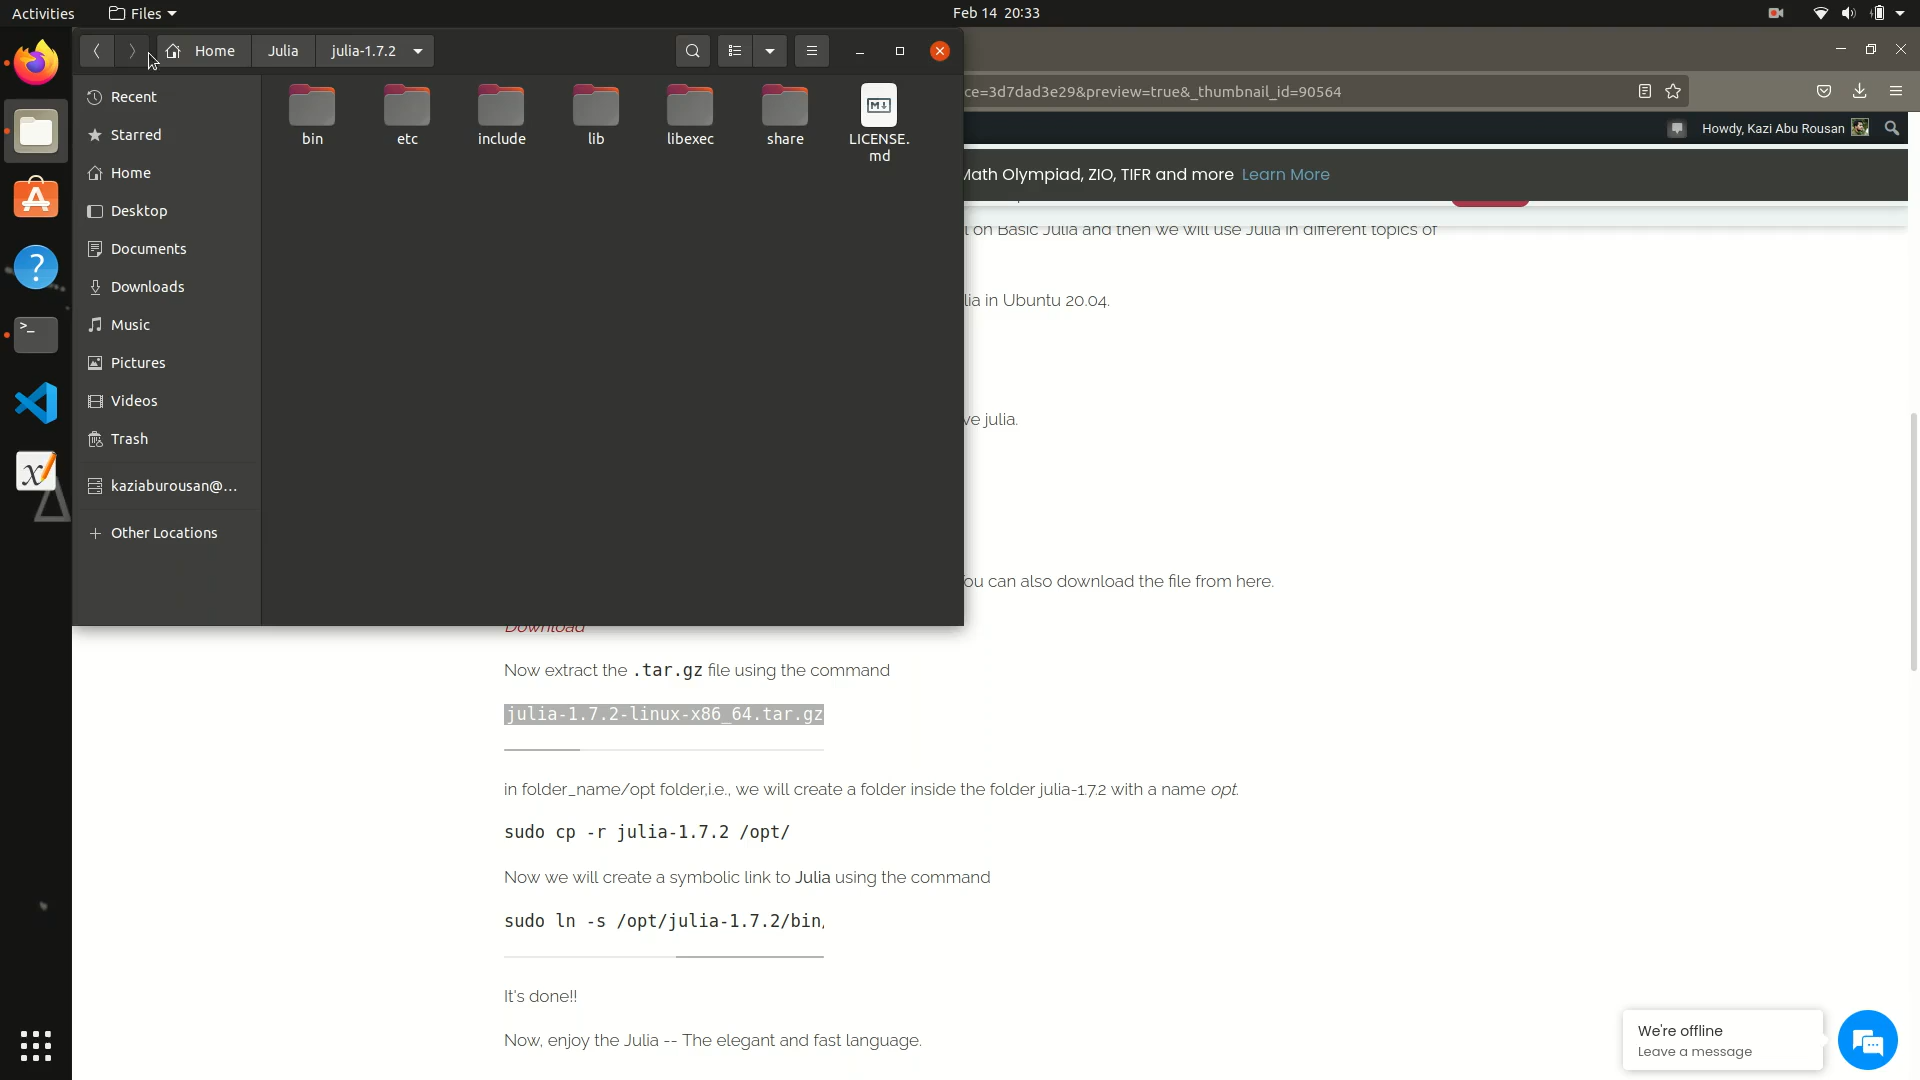 Activities
Files
Feb 14 20:33
Home
Julia
julia-1.7.2
Recent
Starred
Home
Desktop
Documents
Downloads
Music
Pictures
Videos
Trash
kaziaburousan@...
Other Locations
bin
etc
include
lib
libexec
share
LICENSE.
md
ce=3d7dad3e29&preview=true&_thumbnail_id=90564
Howdy, Kazi Abu Rousan
Math Olympiad, ZIO, TIFR and more Learn More
on Basic Julia and then we will use Julia in different topics of
lia in Ubuntu 20.04.
ve julia.
ou can also download the file from here.
Download
Now extract the .tar.gz file using the command
julia-1.7.2-linux-x86_64.tar.gz
in folder_name/opt folder,i.e., we will create a folder inside the folder julia-1.7.2 with a name opt.
sudo cp -r julia-1.7.2 /opt/
Now we will create a symbolic link to Julia using the command
sudo ln -s /opt/julia-1.7.2/bin
It's done!!
Now, enjoy the Julia -- The elegant and fast language.
We're offline
Leave a message